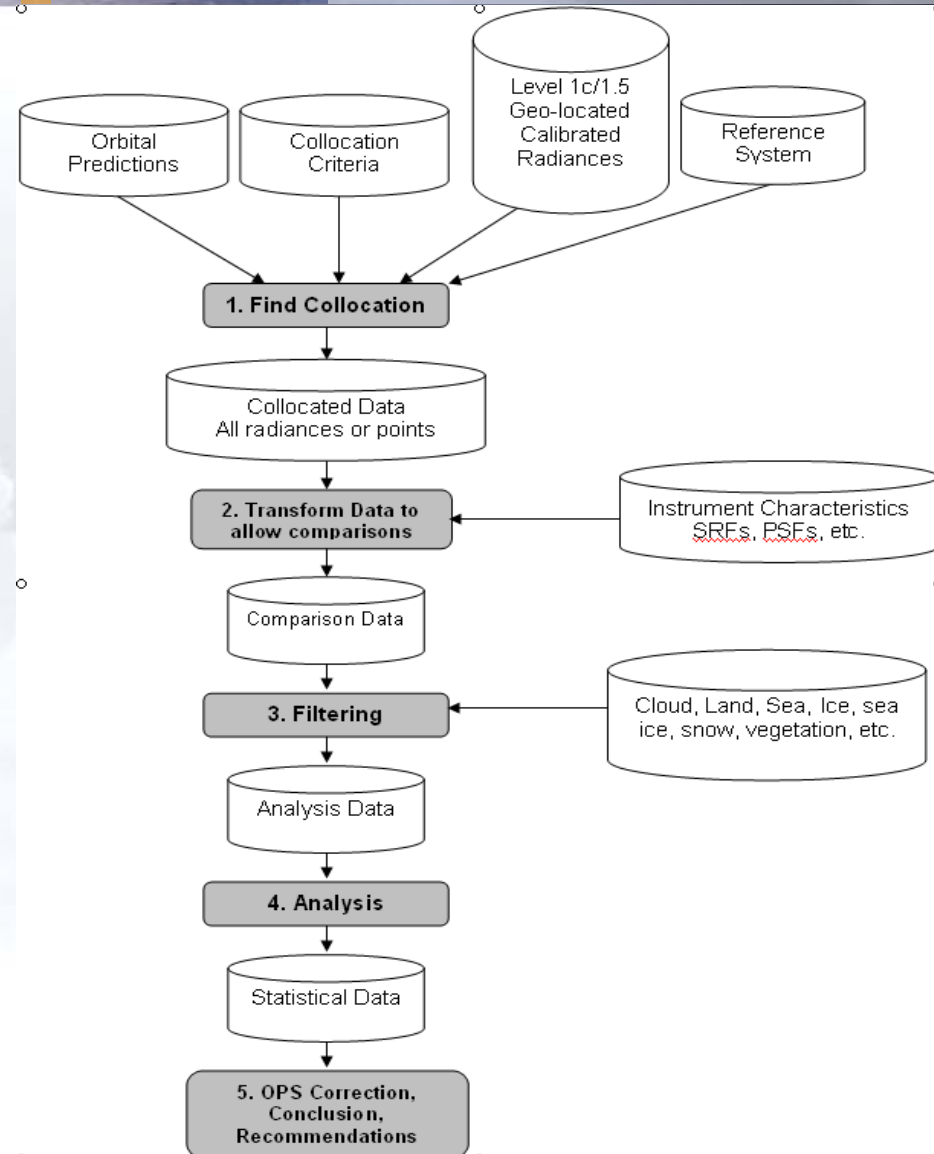 Orbital
Predictions
Collocation
Criteria
Level 1c/1.5
Geo-located
Calibrated
Radiances
Reference
System
1. Find Collocation
Collocated Data
All radiances or points
2. Transform Data to
allow comparisons
Instrument Characteristics
SRFs, PSFs, etc.
Comparison Data
3. Filtering
Cloud, Land, Sea, Ice, sea
ice, snow, vegetation, etc.
Analysis Data
4. Analysis
Statistical Data
5. OPS Correction,
Conclusion,
Recommendations